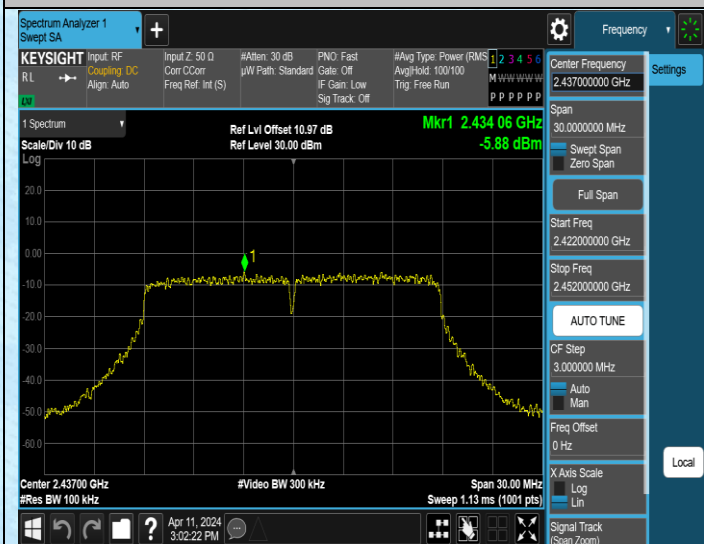 Spectrum Analyzer 1
Swept SA
Frequency
KEYSIGHT
RL
LXI
Input: RF
Coupling: DC
Align: Auto
Input Z: 50 Ω
Corr CCorr
Freq Ref: Int (S)
#Atten: 30 dB
µW Path: Standard
PNO: Fast
Gate: Off
IF Gain: Low
Sig Track: Off
#Avg Type: Power (RMS
Avg|Hold: 100/100
Trig: Free Run
1 2 3 4 5 6
M W W W W W
P P P P P P
1 Spectrum
Scale/Div 10 dB
Log
Ref Lvl Offset 10.97 dB
Ref Level 30.00 dBm
Mkr1 2.434 06 GHz
-5.88 dBm
20.0
10.0
0.00
-10.0
-20.0
-30.0
-40.0
-50.0
-60.0
1
Center 2.43700 GHz
#Res BW 100 kHz
#Video BW 300 kHz
Span 30.00 MHz
Sweep 1.13 ms (1001 pts)
Apr 11, 2024
3:02:22 PM
Center Frequency
2.437000000 GHz
Settings
Span
30.0000000 MHz
Swept Span
Zero Span
Full Span
Start Freq
2.422000000 GHz
Stop Freq
2.452000000 GHz
AUTO TUNE
CF Step
3.000000 MHz
Auto
Man
Freq Offset
0 Hz
X Axis Scale
Log
Lin
Local
Signal Track
(Span Zoom)